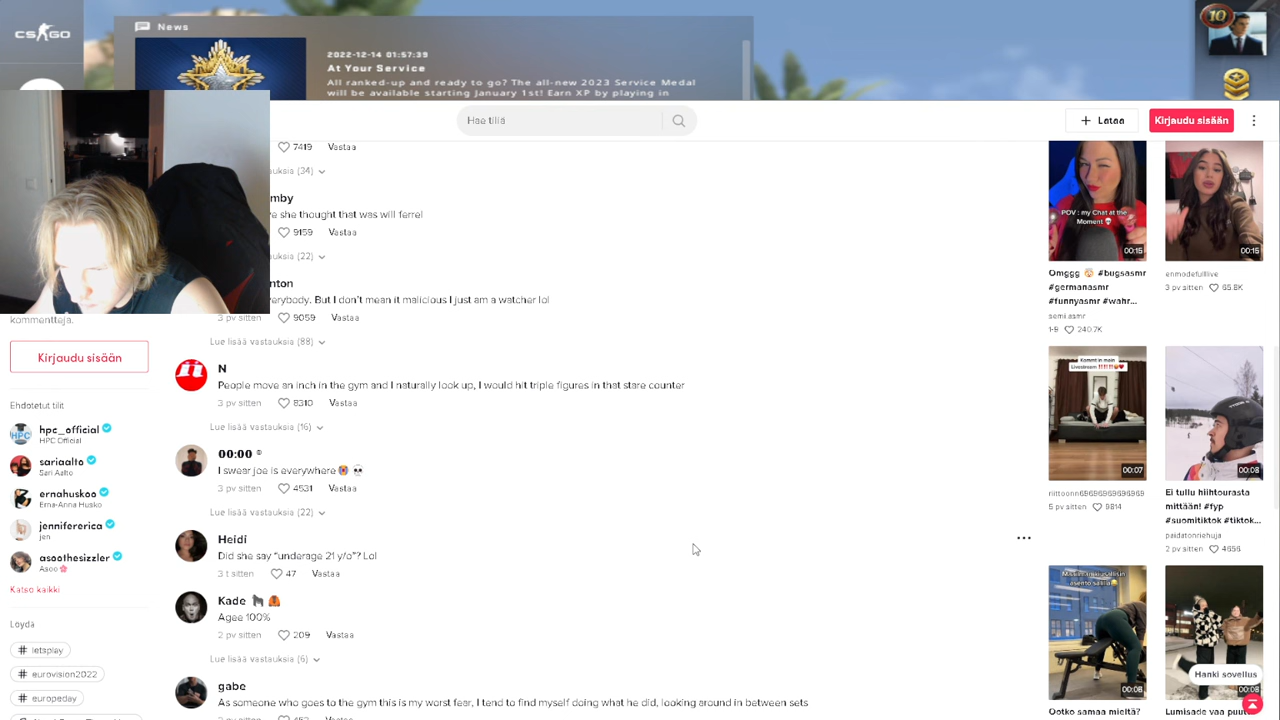 CS:GO
News
2022-12-14 01:57:39
At Your Service
All ranked-up and ready to go? The all-new 2023 Service Medal
will be available starting January 1st! Earn XP by playing in
10
Hae tiliä
+ Lataa
Kirjaudu sisään
7419 Vastaa
(34)
9159 Vastaa
she thought that was will ferrel
(22)
But I don't mean it malicious I just am a watcher lol
3 pv sitten 9059 Vastaa
Lue lisää vastauksia (88)
N
People move an inch in the gym and I naturally look up, I would hit triple figures in that stare counter
3 pv sitten 8310 Vastaa
Lue lisää vastauksia (16)
00:00 ©
I swear joe is everywhere
3 pv sitten 4531 Vastaa
Lue lisää vastauksia (22)
Heidi
Did she say "underage 21 y/o"? Lol
3 t sitten 47 Vastaa
Kade
Agee 100%
2 pv sitten 209 Vastaa
Lue lisää vastauksia (6)
gabe
As someone who goes to the gym this is my worst fear, I tend to find myself doing what he did, looking around in between sets
kommentteja.
Kirjaudu sisään
Ehdotetut tilit
hpc_official
HPC Official
sariaalto
Sari Aalto
ernahuskoo
Erna-Anna Husko
jennifererica
jen
asoothesizzler
Asoo
Katso kaikki
Löydä
# letsplay
# eurovision2022
# europeday
POV : my Chat at the
Moment
00:15
Omggg #bugsasmr
#germanasmr
#funnyasmr #wahr...
semii asmr
1-9 240.7K
00:15
enmodefulllive
3 pv sitten 65.8K
Kommt in mein
Livestream
00:07
5 pv sitten 9814
00:08
Ei tullu hiihtourasta
mittään! #fyp
#suomitiktok #tiktok...
paidatonriehuja
2 pv sitten 4656
00:08
Ootko samaa mieltä?
Hanki sovellus
00:08
Lumisade vaa